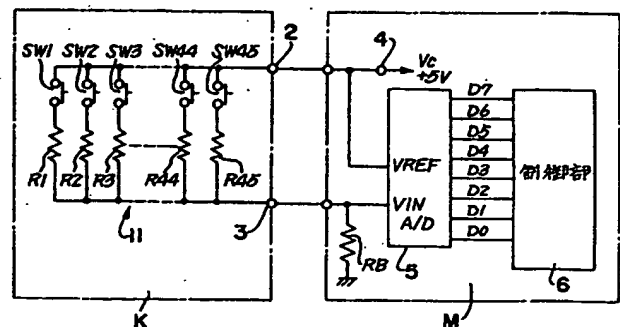 SW1 SW2 SW3 SW44 SW45 2 4 Vc
+5V
D7
D6
D5
D4
D3
D2
D1
D0
R1 R2 R3 R44 R45
VREF
VIN
A/D
制御部
11 3 RB 5 6
K M